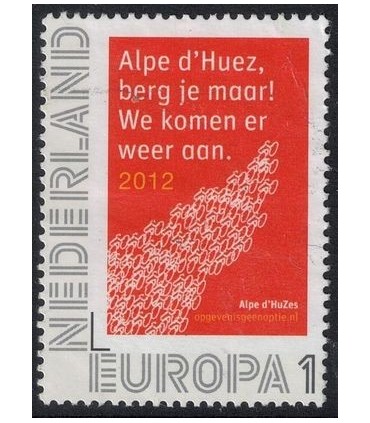 Alpe d'Huez,
berg je maar!
We komen er
weer aan.
2012
Alpe d'HuZes
opgevenisgeenoptie.nl
NEDERLAND
EUROPA 1